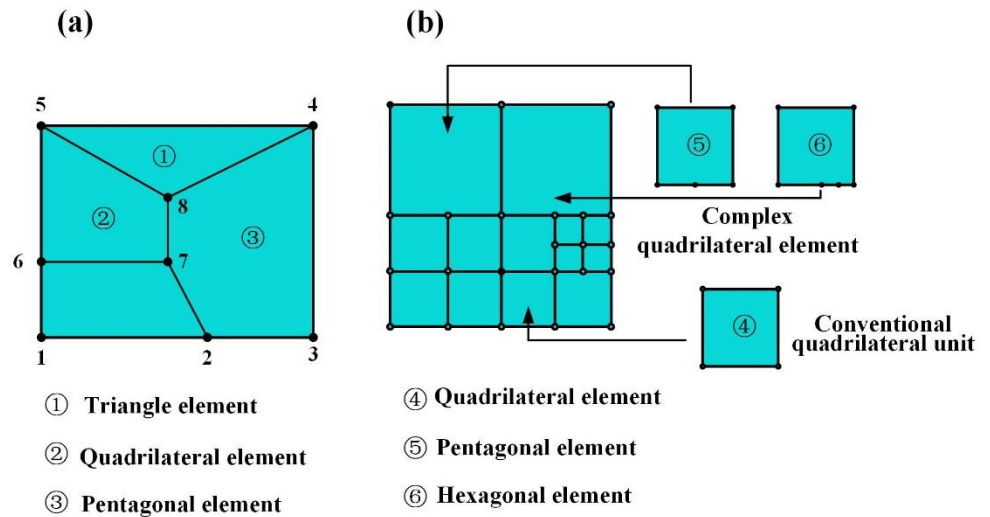 (a)
(b)
5
4
①
⑤
⑥
②
8
③
Complex
quadrilateral element
6
7
④
Conventional
quadrilateral unit
1
2
3
① Triangle element
② Quadrilateral element
③ Pentagonal element
④ Quadrilateral element
⑤ Pentagonal element
⑥ Hexagonal element